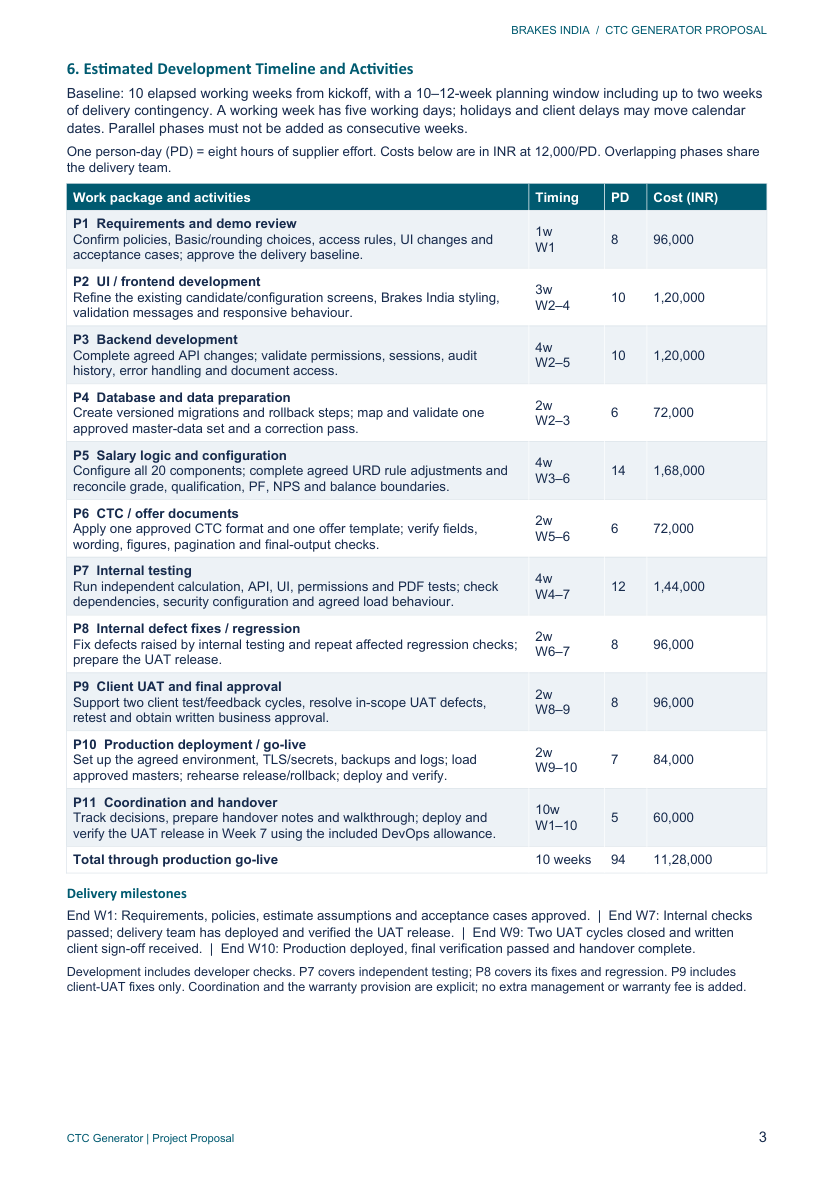 BRAKES INDIA / CTC GENERATOR PROPOSAL
6. Estimated Development Timeline and Activities
Baseline: 10 elapsed working weeks from kickoff, with a 10–12-week planning window including up to two weeks
of delivery contingency. A working week has five working days; holidays and client delays may move calendar
dates. Parallel phases must not be added as consecutive weeks.
One person-day (PD) = eight hours of supplier effort. Costs below are in INR at 12,000/PD. Overlapping phases share
the delivery team.
Work package and activities Timing PD Cost (INR)
P1 Requirements and demo review
Confirm policies, Basic/rounding choices, access rules, UI changes and
acceptance cases; approve the delivery baseline.
1w
W1
8
96,000
P2 UI / frontend development
Refine the existing candidate/configuration screens, Brakes India styling,
validation messages and responsive behaviour.
3w
W2–4
10
1,20,000
P3 Backend development
Complete agreed API changes; validate permissions, sessions, audit
history, error handling and document access.
4w
W2–5
10
1,20,000
P4 Database and data preparation
Create versioned migrations and rollback steps; map and validate one
approved master-data set and a correction pass.
2w
W2–3
6
72,000
P5 Salary logic and configuration
Configure all 20 components; complete agreed URD rule adjustments and
reconcile grade, qualification, PF, NPS and balance boundaries.
4w
W3–6
14
1,68,000
P6 CTC / offer documents
Apply one approved CTC format and one offer template; verify fields,
wording, figures, pagination and final-output checks.
2w
W5–6
6
72,000
P7 Internal testing
Run independent calculation, API, UI, permissions and PDF tests; check
dependencies, security configuration and agreed load behaviour.
4w
W4–7
12
1,44,000
P8 Internal defect fixes / regression
Fix defects raised by internal testing and repeat affected regression checks;
prepare the UAT release.
2w
W6–7
8
96,000
P9 Client UAT and final approval
Support two client test/feedback cycles, resolve in-scope UAT defects,
retest and obtain written business approval.
2w
W8–9
8
96,000
P10 Production deployment / go-live
Set up the agreed environment, TLS/secrets, backups and logs; load
approved masters; rehearse release/rollback; deploy and verify.
2w
W9–10
7
84,000
P11 Coordination and handover
Track decisions, prepare handover notes and walkthrough; deploy and
verify the UAT release in Week 7 using the included DevOps allowance.
10w
W1–10
5
60,000
Total through production go-live 10 weeks 94 11,28,000
Delivery milestones
End W1: Requirements, policies, estimate assumptions and acceptance cases approved. | End W7: Internal checks
passed; delivery team has deployed and verified the UAT release. | End W9: Two UAT cycles closed and written
client sign-off received. | End W10: Production deployed, final verification passed and handover complete.
Development includes developer checks. P7 covers independent testing; P8 covers its fixes and regression. P9 includes
client-UAT fixes only. Coordination and the warranty provision are explicit; no extra management or warranty fee is added.
CTC Generator | Project Proposal 3